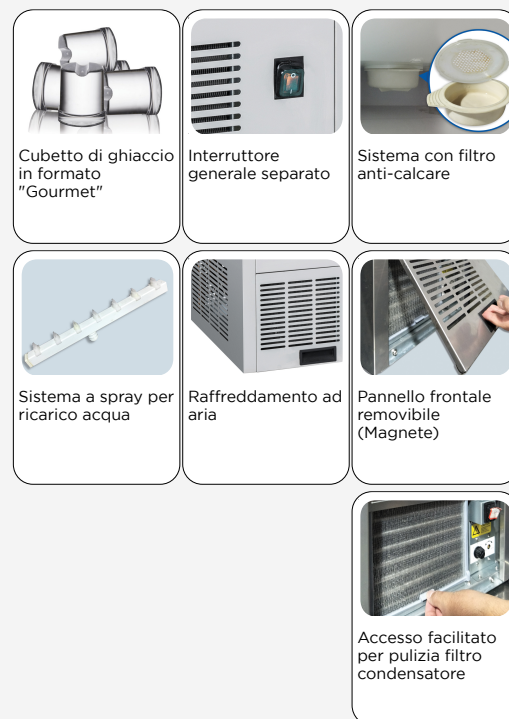 Cubetto di ghiaccio
in formato
"Gourmet"
Interruttore
generale separato
Sistema con filtro
anti-calcare
Sistema a spray per
ricarico acqua
Raffreddamento ad
aria
Pannello frontale
removibile
(Magnete)
Accesso facilitato
per pulizia filtro
condensatore